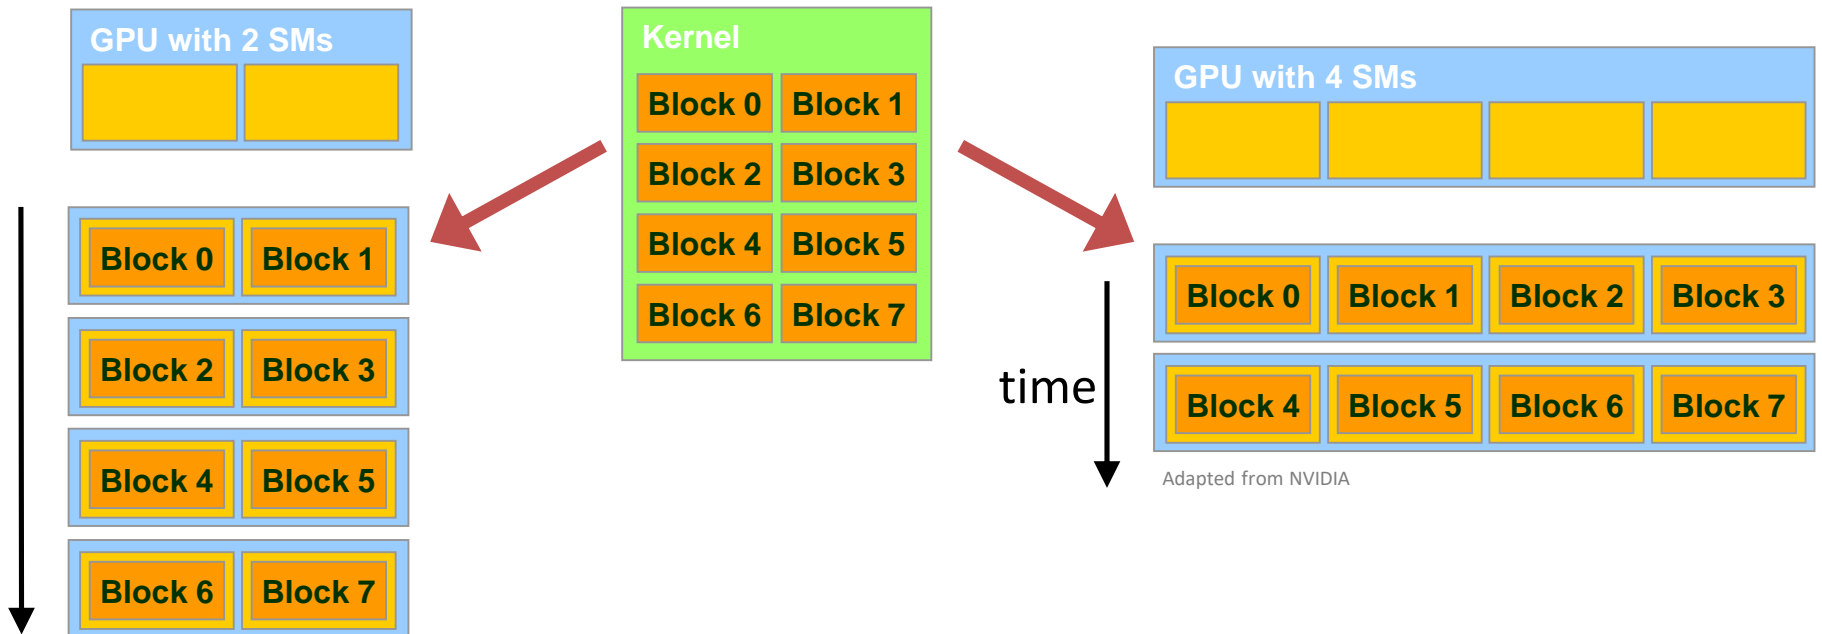 GPU with 2 SMs
Block 0 Block 1
Block 2 Block 3
Block 4 Block 5
Block 6 Block 7
Kernel
Block 0 Block 1
Block 2 Block 3
Block 4 Block 5
Block 6 Block 7
GPU with 4 SMs
time
Block 0 Block 1 Block 2 Block 3
Block 4 Block 5 Block 6 Block 7
Adapted from NVIDIA